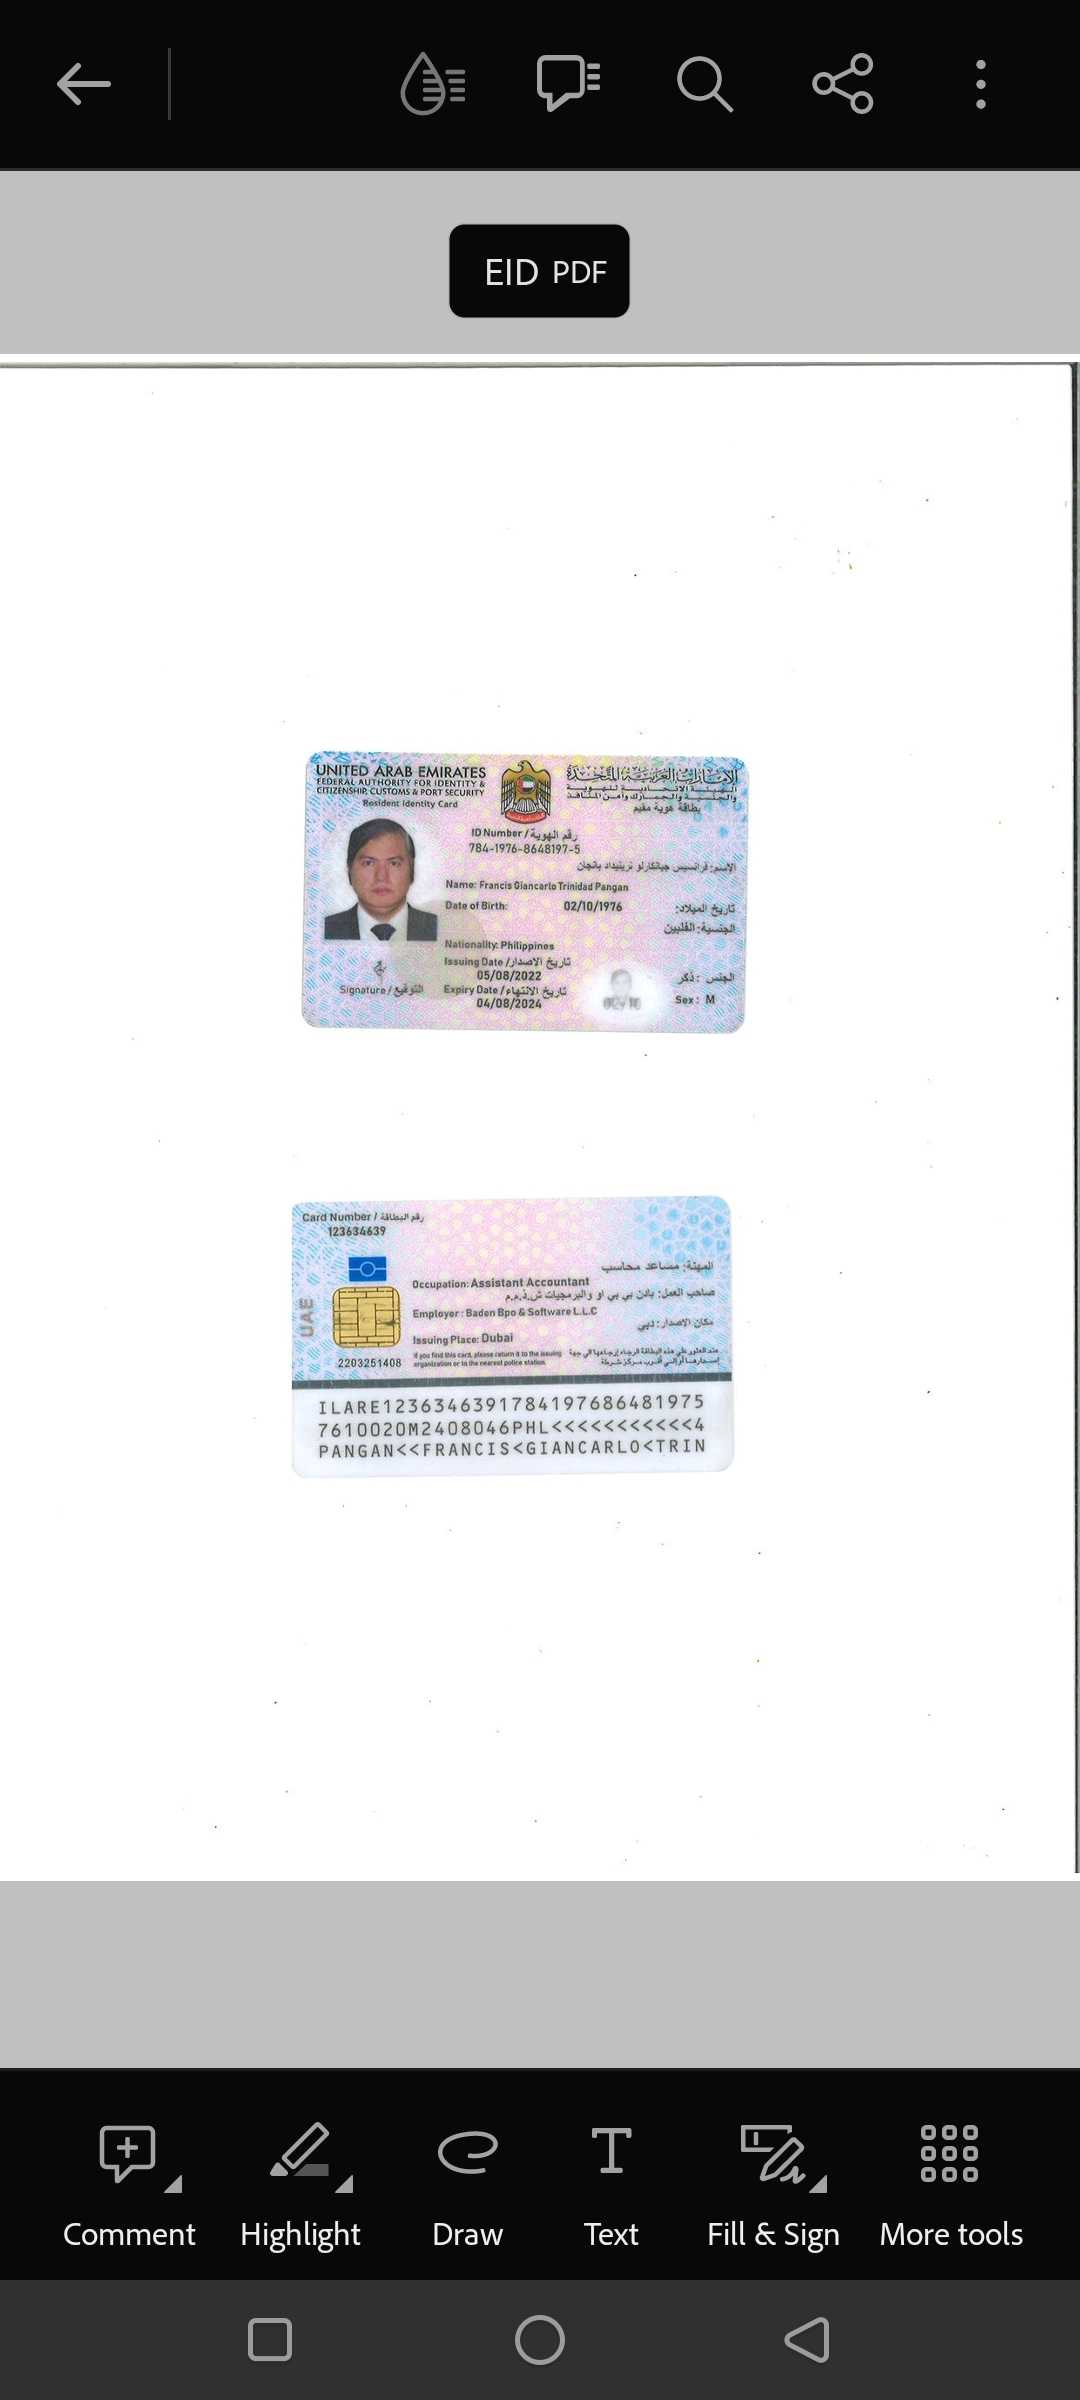 EID PDF
UNITED ARAB EMIRATES
FEDERAL AUTHORITY FOR IDENTITY &
CITIZENSHIP, CUSTOMS & PORT SECURITY
Resident Identity Card
الإمارات العربية المتحدة
الهيئة الاتحادية للهوية
والجنسية والجمارك وأمن المنافذ
بطاقة هوية مقيم
ID Number / رقم الهوية
784-1976-8648197-5
الإسم: فرانسيس جيانكارلو ترينيداد بانجان
Name: Francis Giancarlo Trinidad Pangan
Date of Birth: 02/10/1976 تاريخ الميلاد:
الجنسية: الفلبين
Nationality: Philippines
Issuing Date / تاريخ الاصدار
05/08/2022
الجنس : ذكر
Signature / التوقيع
Expiry Date / تاريخ الانتهاء
04/08/2024
Sex: M
Card Number / رقم البطاقة
123634639
المهنة: مساعد محاسب
Occupation: Assistant Accountant
صاحب العمل: بادن بي بي او والبرمجيات ش.ذ.م.م
Employer : Baden Bpo & Software L.L.C
مكان الاصدار: دبي
Issuing Place: Dubai
UAE
2203251408
If you find this card, please return it to the issuing
organization or to the nearest police station.
ILARE1236346391784197686481975
7610020M2408046PHL<<<<<<<<<<<4
PANGAN<<FRANCIS<GIANCARLO<TRIN
Comment Highlight Draw Text Fill & Sign More tools